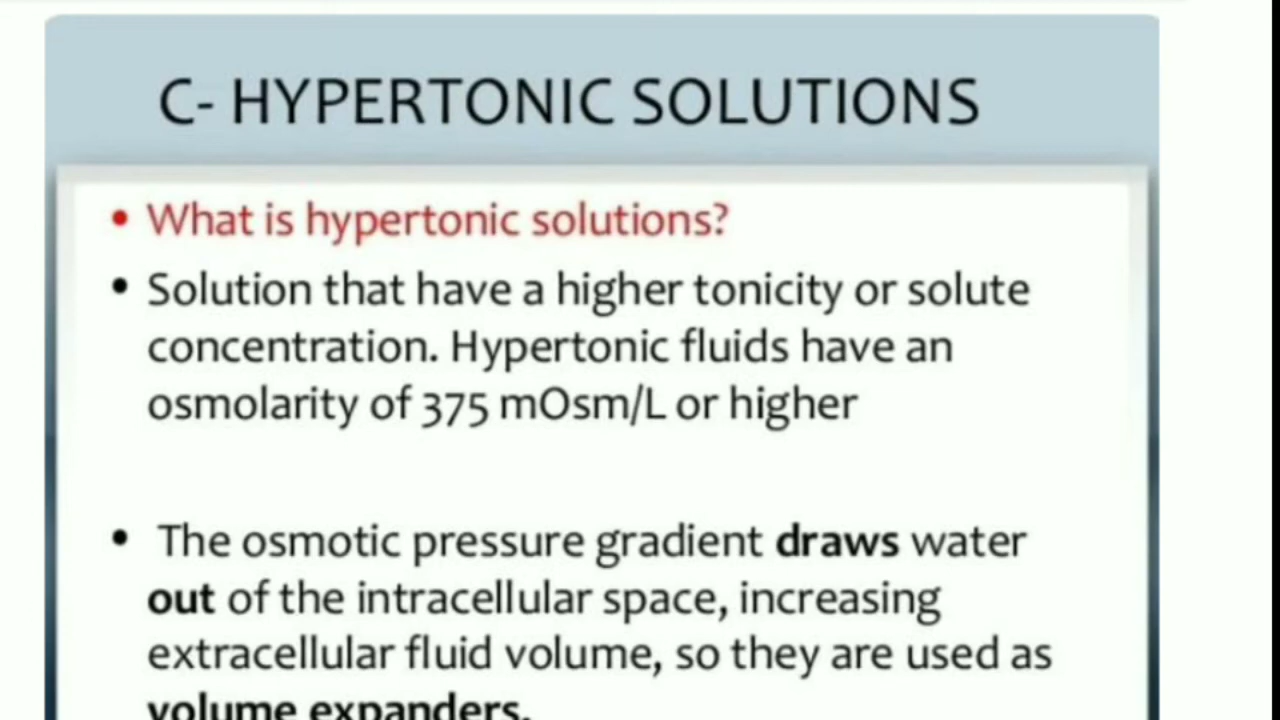 C- HYPERTONIC SOLUTIONS
• What is hypertonic solutions?
• Solution that have a higher tonicity or solute
concentration. Hypertonic fluids have an
osmolarity of 375 mOsm/L or higher
• The osmotic pressure gradient draws water
out of the intracellular space, increasing
extracellular fluid volume, so they are used as
volume expanders.